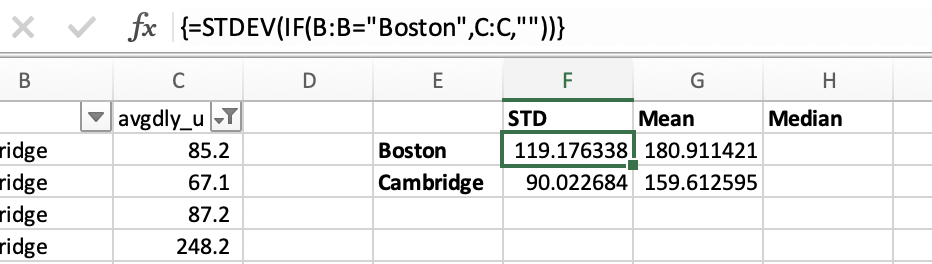 fx {=STDEV(IF(B:B="Boston",C:C,""))}
B C D E F G H
avgdly_u STD Mean Median
ridge 85.2 Boston 119.176338 180.911421
ridge 67.1 Cambridge 90.022684 159.612595
ridge 87.2
ridge 248.2